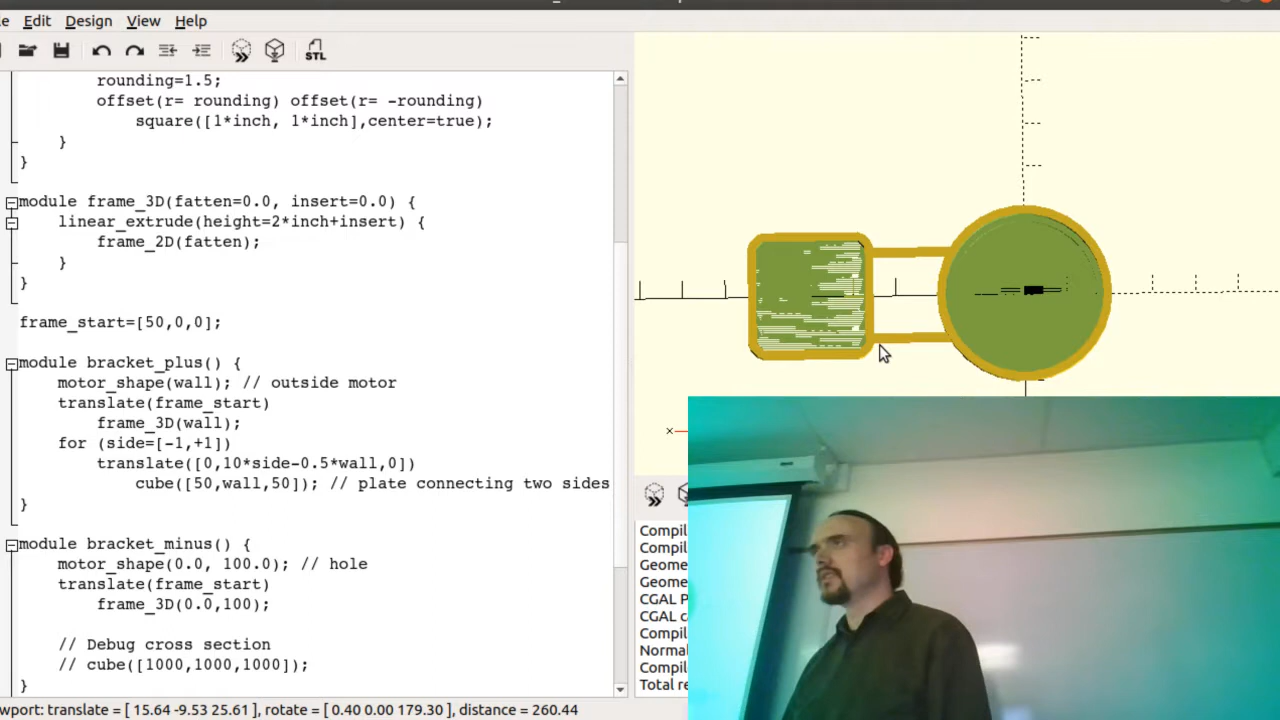 Edit Design View Help
STL
rounding=1.5;
offset(r= rounding) offset(r= -rounding)
square([1*inch, 1*inch],center=true);
}
}
module frame_3D(fatten=0.0, insert=0.0) {
linear_extrude(height=2*inch+insert) {
frame_2D(fatten);
}
}
frame_start=[50,0,0];
module bracket_plus() {
motor_shape(wall); // outside motor
translate(frame_start)
frame_3D(wall);
for (side=[-1,+1])
translate([0,10*side-0.5*wall,0])
cube([50,wall,50]); // plate connecting two sides
}
module bracket_minus() {
motor_shape(0.0, 100.0); // hole
translate(frame_start)
frame_3D(0.0,100);
// Debug cross section
// cube([1000,1000,1000]);
}
x
Compil
Compil
Geome
Geome
CGAL P
CGAL c
Compil
Normal
Compil
Total re
wport: translate = [ 15.64 -9.53 25.61 ], rotate = [ 0.40 0.00 179.30 ], distance = 260.44